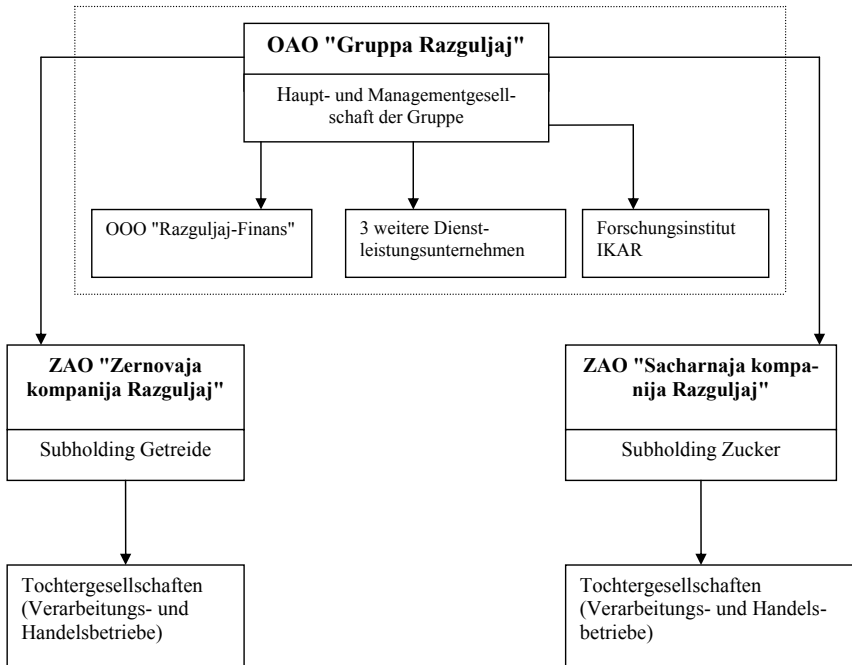 OAO "Gruppa Razguljaj"
Haupt- und Managementgesell-
schaft der Gruppe
OOO "Razguljaj-Finans"
3 weitere Dienst-
leistungsunternehmen
Forschungsinstitut
IKAR
ZAO "Zernovaja
kompanija Razguljaj"
Subholding Getreide
ZAO "Sacharnaja kompa-
nija Razguljaj"
Subholding Zucker
Tochtergesellschaften
(Verarbeitungs- und
Handelsbetriebe)
Tochtergesellschaften
(Verarbeitungs- und Handels-
betriebe)